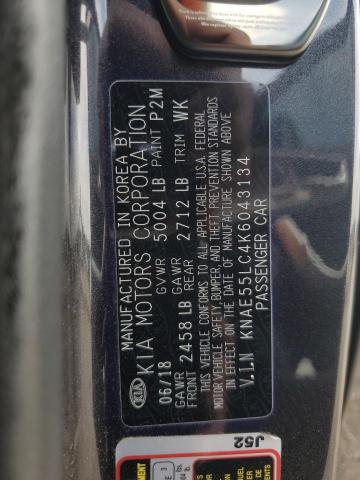 MANUFACTURED IN KOREA BY
KIA MOTORS CORPORATION
KIA
06/18 GVWR 5004 LB PAINT P2M
GAWR FRONT 2458 LB GAWR REAR 2712 LB TRIM WK
THIS VEHICLE CONFORMS TO ALL APPLICABLE U.S.A. FEDERAL
MOTOR VEHICLE SAFETY, BUMPER, AND THEFT PREVENTION STANDARDS
IN EFFECT ON THE DATE OF MANUFACTURE SHOWN ABOVE
V.I.N KNAE55LC4K6043134
PASSENGER CAR
J52